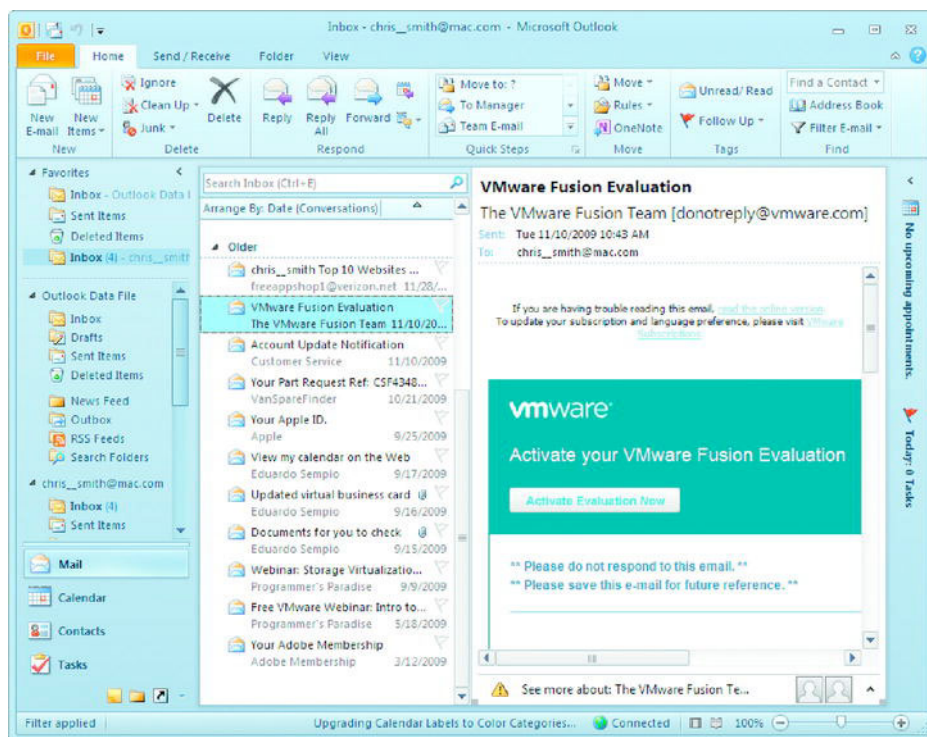 Inbox - chris__smith@mac.com - Microsoft Outlook
File Home Send / Receive Folder View
New E-mail
New Items
New
Ignore
Clean Up
Junk
Delete
Delete
Reply
Reply All
Forward
Respond
Move to: ?
To Manager
Team E-mail
Quick Steps
Move
Rules
OneNote
Move
Unread/ Read
Follow Up
Tags
Find a Contact
Address Book
Filter E-mail
Find
Favorites
Inbox - Outlook Data
Sent Items
Deleted Items
Inbox (4) - chris__smit
Outlook Data File
Inbox
Drafts
Sent Items
Deleted Items
News Feed
Outbox
RSS Feeds
Search Folders
chris__smith@mac.com
Inbox (4)
Sent Items
Mail
Calendar
Contacts
Tasks
Search Inbox (Ctrl+E)
Arrange By: Date (Conversations)
Older
chris__smith Top 10 Websites ...
freeappshop1@verizon.net 11/28/...
VMware Fusion Evaluation
The VMware Fusion Team 11/10/20...
Account Update Notification
Customer Service 11/10/2009
Your Part Request Ref: CSF4348...
VanSpareFinder 10/21/2009
Your Apple ID.
Apple 9/25/2009
View my calendar on the Web
Eduardo Sempio 9/17/2009
Updated virtual business card
Eduardo Sempio 9/16/2009
Documents for you to check
Eduardo Sempio 9/15/2009
Webinar: Storage Virtualizatio...
Programmer's Paradise 9/9/2009
Free VMware Webinar: Intro to...
Programmer's Paradise 5/18/2009
Your Adobe Membership
Adobe Membership 3/12/2009
VMware Fusion Evaluation
The VMware Fusion Team [donotreply@vmware.com]
Sent: Tue 11/10/2009 10:43 AM
To: chris__smith@mac.com
If you are having trouble reading this email, read the online version.
To update your subscription and language preference, please visit VMware
Subscriptions.
vmware
Activate your VMware Fusion Evaluation
Activate Evaluation Now
** Please do not respond to this email. **
** Please save this e-mail for future reference. **
See more about: The VMware Fusion Te...
No upcoming appointments.
Today: 0 Tasks
Filter applied
Upgrading Calendar Labels to Color Categories...
Connected
100%